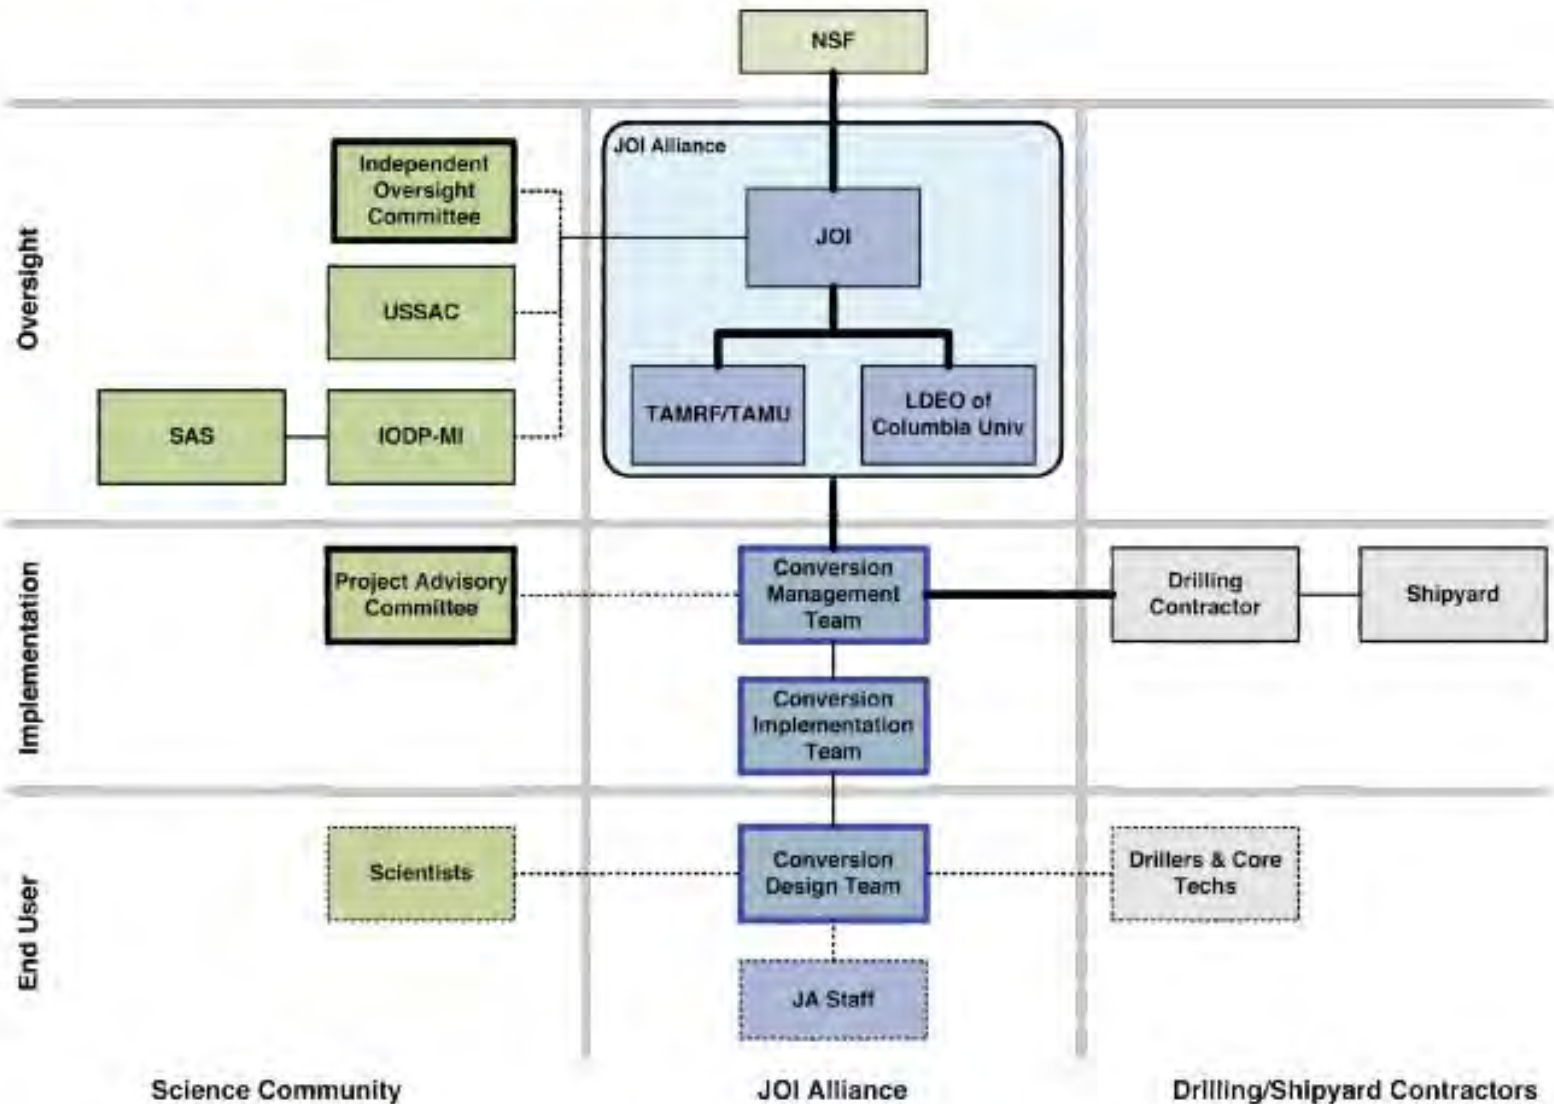 NSF
JOI Alliance
Independent
Oversight
Committee
JOI
USSAC
TAMRF/TAMU
LDEO of
Columbia Univ
SAS
IODP-MI
Oversight
Project Advisory
Committee
Conversion
Management
Team
Drilling
Contractor
Shipyard
Conversion
Implementation
Team
Implementation
Scientists
Conversion
Design Team
Drillers & Core
Techs
JA Staff
End User
Science Community
JOI Alliance
Drilling/Shipyard Contractors